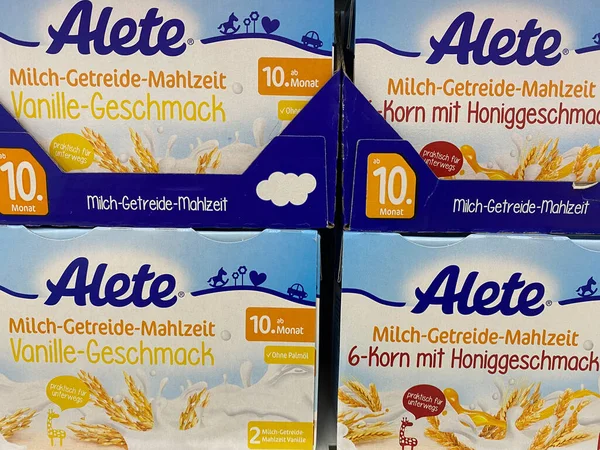 Alete
Milch-Getreide-Mahlzeit
Vanille-Geschmack
10. ab Monat
praktisch für
unterwegs
ab
10.
Monat
Milch-Getreide-Mahlzeit
Alete
Milch-Getreide-Mahlzeit
-Korn mit Honiggeschmac
praktisch für
unterwegs
ab
10.
Monat
Milch-Getreide-Mahlzeit
Alete®
Milch-Getreide-Mahlzeit
Vanille-Geschmack
10. ab Monat
✓ Ohne Palmöl
praktisch für
unterwegs
2 Milch-Getreide-
Mahlzeit Vanille
Alete®
Milch-Getreide-Mahlzeit
6-Korn mit Honiggeschmack
praktisch für
unterwegs